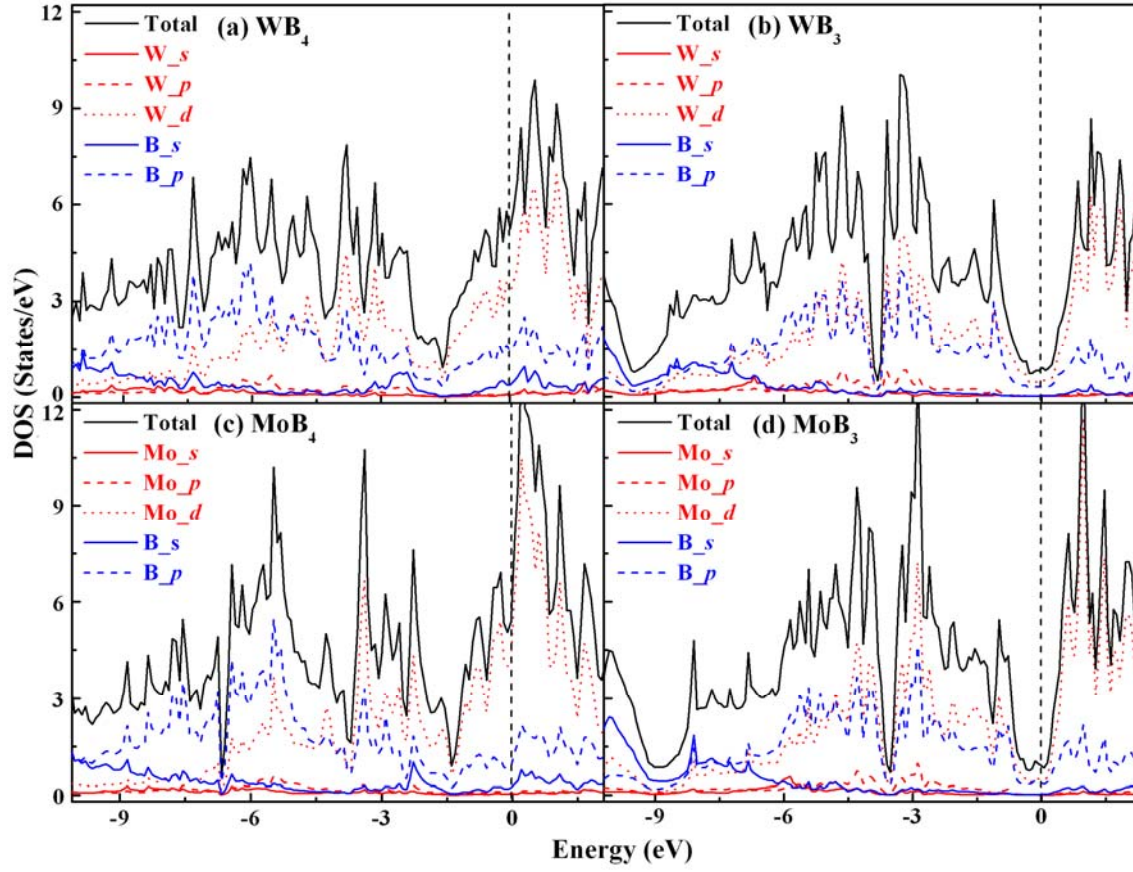 DOS (States/eV)
12
9
6
3
0
Total
W_s
W_p
W_d
B_s
B_p
(a) WB4
Total
W_s
W_p
W_d
B_s
B_p
(b) WB3
12
9
6
3
0
Total
Mo_s
Mo_p
Mo_d
B_s
B_p
(c) MoB4
Total
Mo_s
Mo_p
Mo_d
B_s
B_p
(d) MoB3
-9 -6 -3 0
-9 -6 -3 0
Energy (eV)